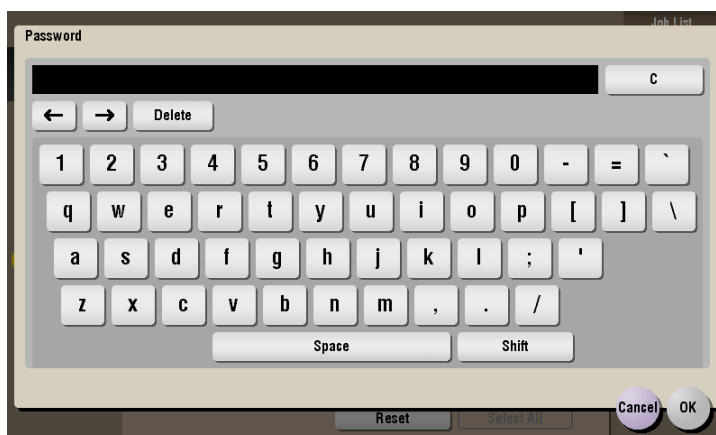 Job List
Password
C
← → Delete
1 2 3 4 5 6 7 8 9 0 - = `
q w e r t y u i o p [ ] \
a s d f g h j k l ; '
z x c v b n m , . /
Space Shift
Cancel OK
Reset Select All